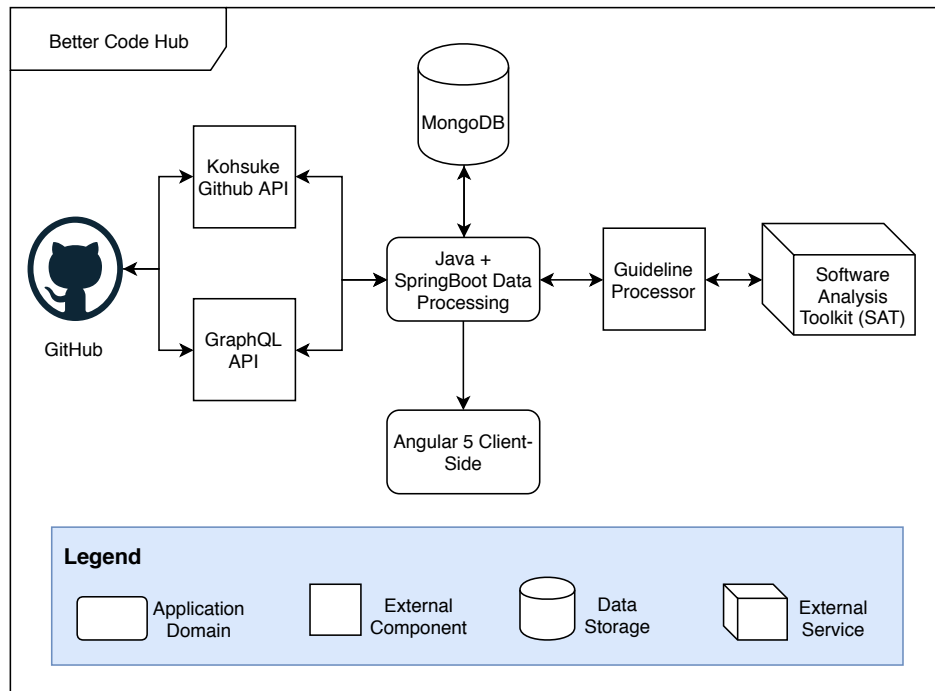 Better Code Hub
MongoDB
Kohsuke
Github API
Java +
SpringBoot Data
Processing
Guideline
Processor
Software
Analysis
Toolkit (SAT)
GitHub
GraphQL
API
Angular 5 Client-
Side
Legend
Application
Domain
External
Component
Data
Storage
External
Service